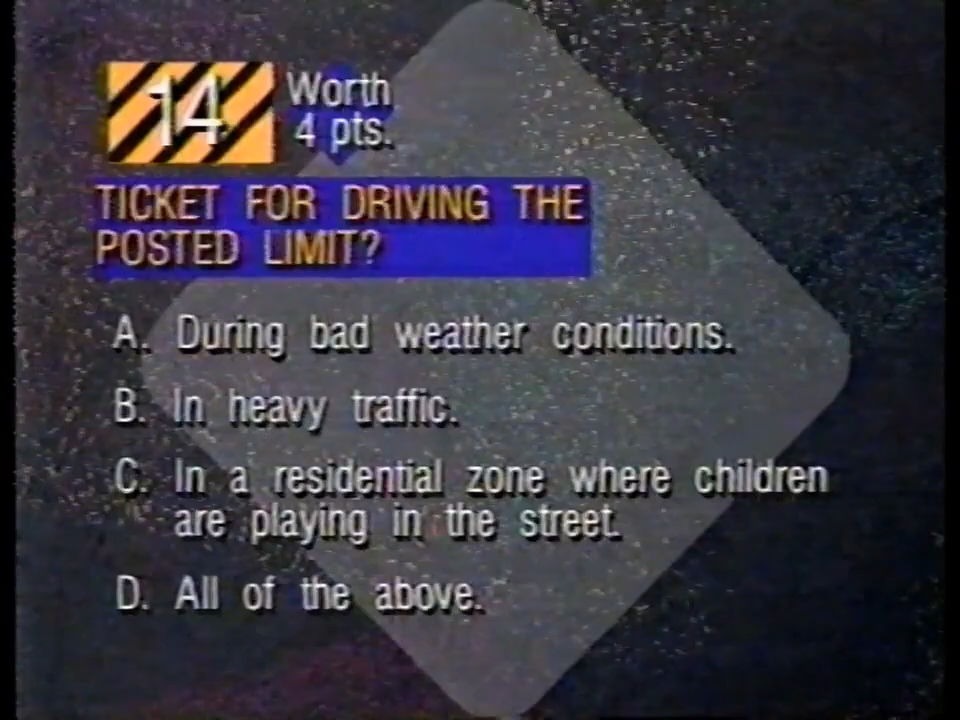 14
Worth
4 pts.
TICKET FOR DRIVING THE
POSTED LIMIT?
A. During bad weather conditions.
B. In heavy traffic.
C. In a residential zone where children
are playing in the street.
D. All of the above.